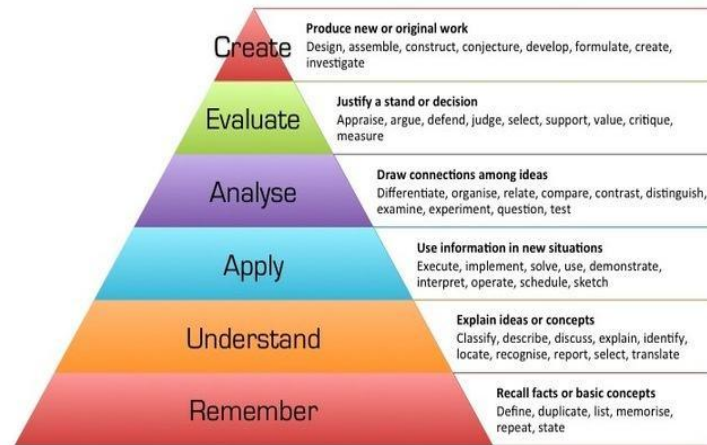 Create
Produce new or original work
Design, assemble, construct, conjecture, develop, formulate, create,
investigate
Evaluate
Justify a stand or decision
Appraise, argue, defend, judge, select, support, value, critique,
measure
Analyse
Draw connections among ideas
Differentiate, organise, relate, compare, contrast, distinguish,
examine, experiment, question, test
Apply
Use information in new situations
Execute, implement, solve, use, demonstrate,
interpret, operate, schedule, sketch
Understand
Explain ideas or concepts
Classify, describe, discuss, explain, identify,
locate, recognise, report, select, translate
Remember
Recall facts or basic concepts
Define, duplicate, list, memorise,
repeat, state